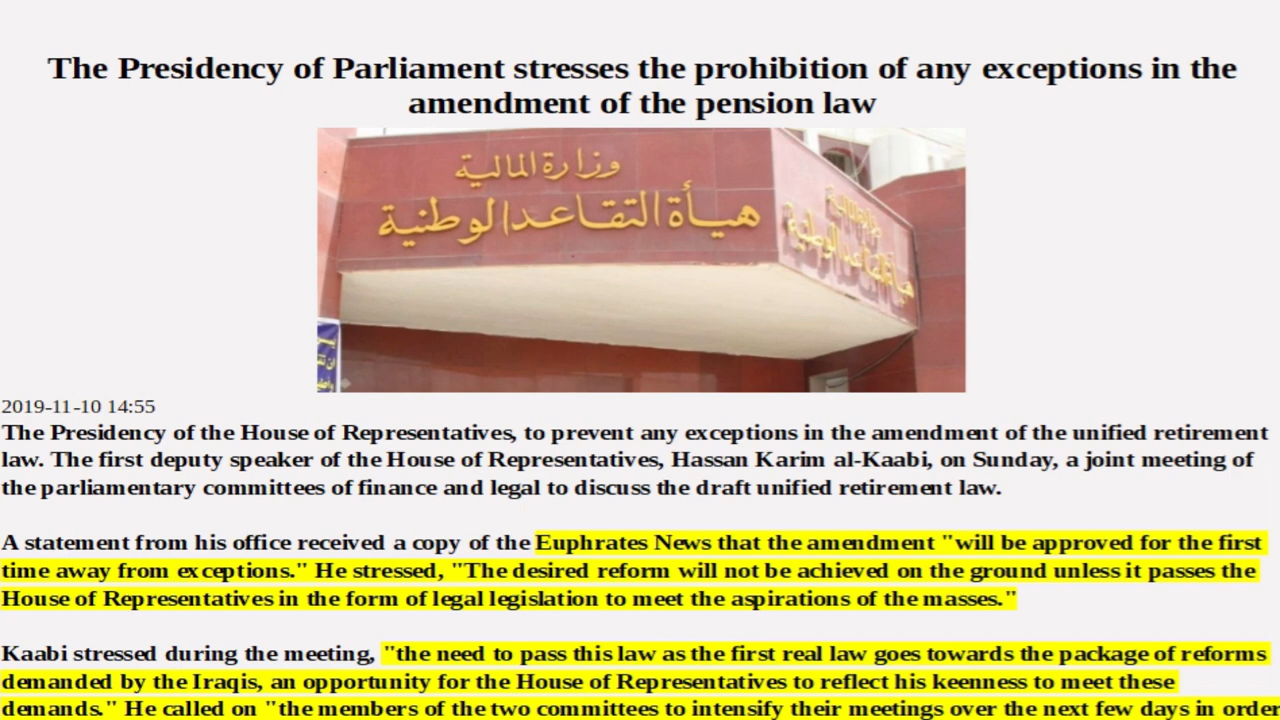 The Presidency of Parliament stresses the prohibition of any exceptions in the
amendment of the pension law
وزارة المالية
هيأة التقاعد الوطنية
وزارة المالية
هيأة التقاعد الوطنية
2019-11-10 14:55
The Presidency of the House of Representatives, to prevent any exceptions in the amendment of the unified retirement
law. The first deputy speaker of the House of Representatives, Hassan Karim al-Kaabi, on Sunday, a joint meeting of
the parliamentary committees of finance and legal to discuss the draft unified retirement law.
A statement from his office received a copy of the Euphrates News that the amendment "will be approved for the first
time away from exceptions." He stressed, "The desired reform will not be achieved on the ground unless it passes the
House of Representatives in the form of legal legislation to meet the aspirations of the masses."
Kaabi stressed during the meeting, "the need to pass this law as the first real law goes towards the package of reforms
demanded by the Iraqis, an opportunity for the House of Representatives to reflect his keenness to meet these
demands." He called on "the members of the two committees to intensify their meetings over the next few days in order